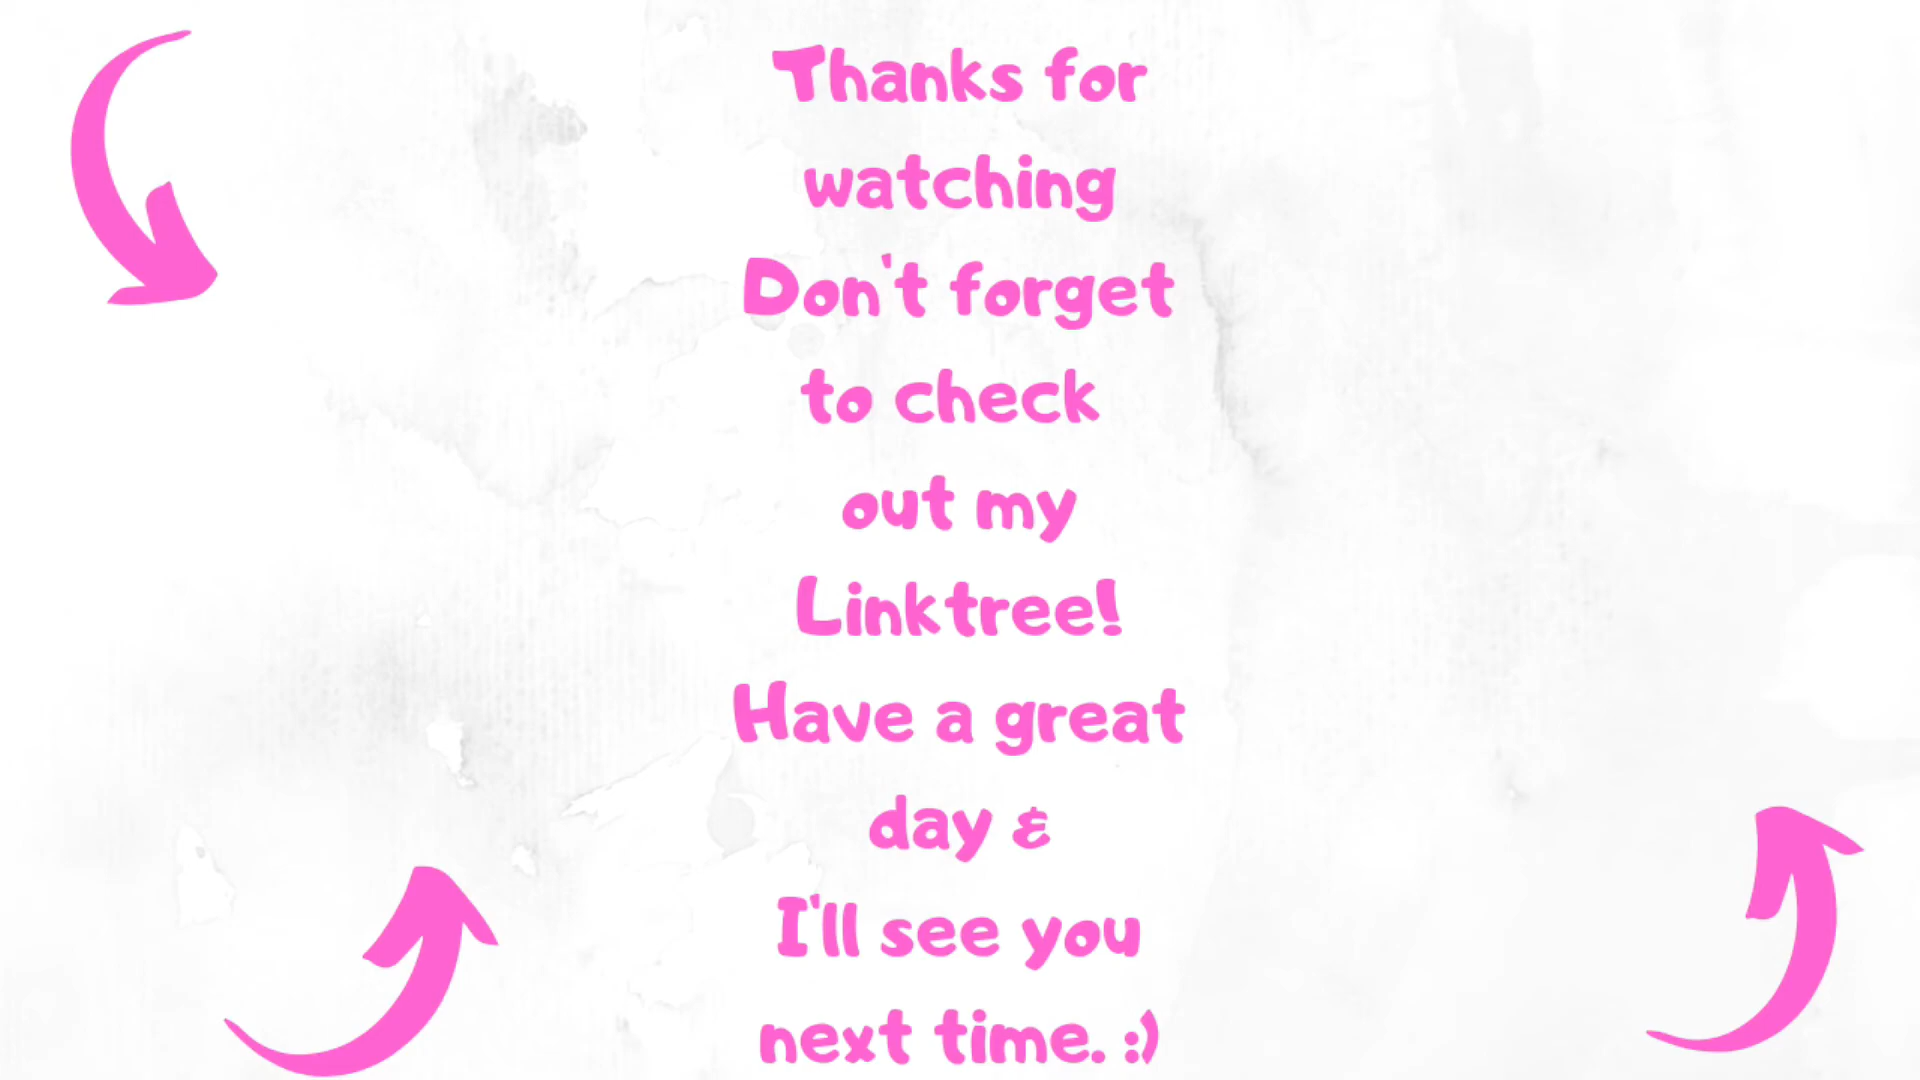 Thanks for
watching
Don't forget
to check
out my
Linktree!
Have a great
day &
I'll see you
next time. :)